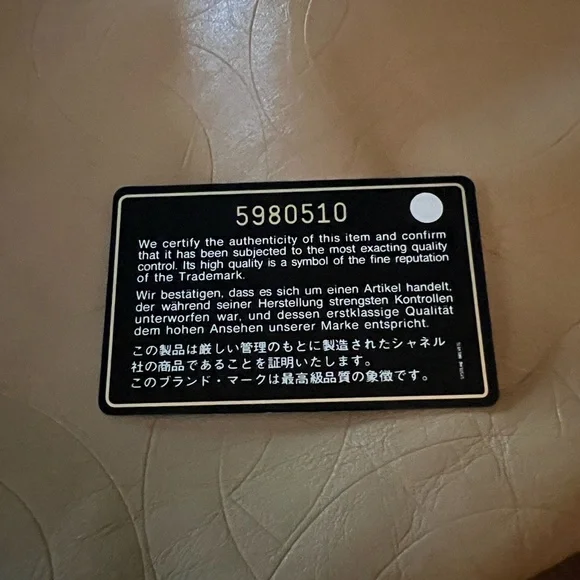 5980510
We certify the authenticity of this item and confirm
that it has been subjected to the most exacting quality
control. Its high quality is a symbol of the fine reputation
of the Trademark.
Wir bestätigen, dass es sich um einen Artikel handelt,
der während seiner Herstellung strengsten Kontrollen
unterworfen war, und dessen erstklassige Qualität
dem hohen Ansehen unserer Marke entspricht.
この製品は厳しい管理のもとに製造されたシャネル
社の商品であることを証明いたします。
このブランド・マークは最高級品質の象徴です。